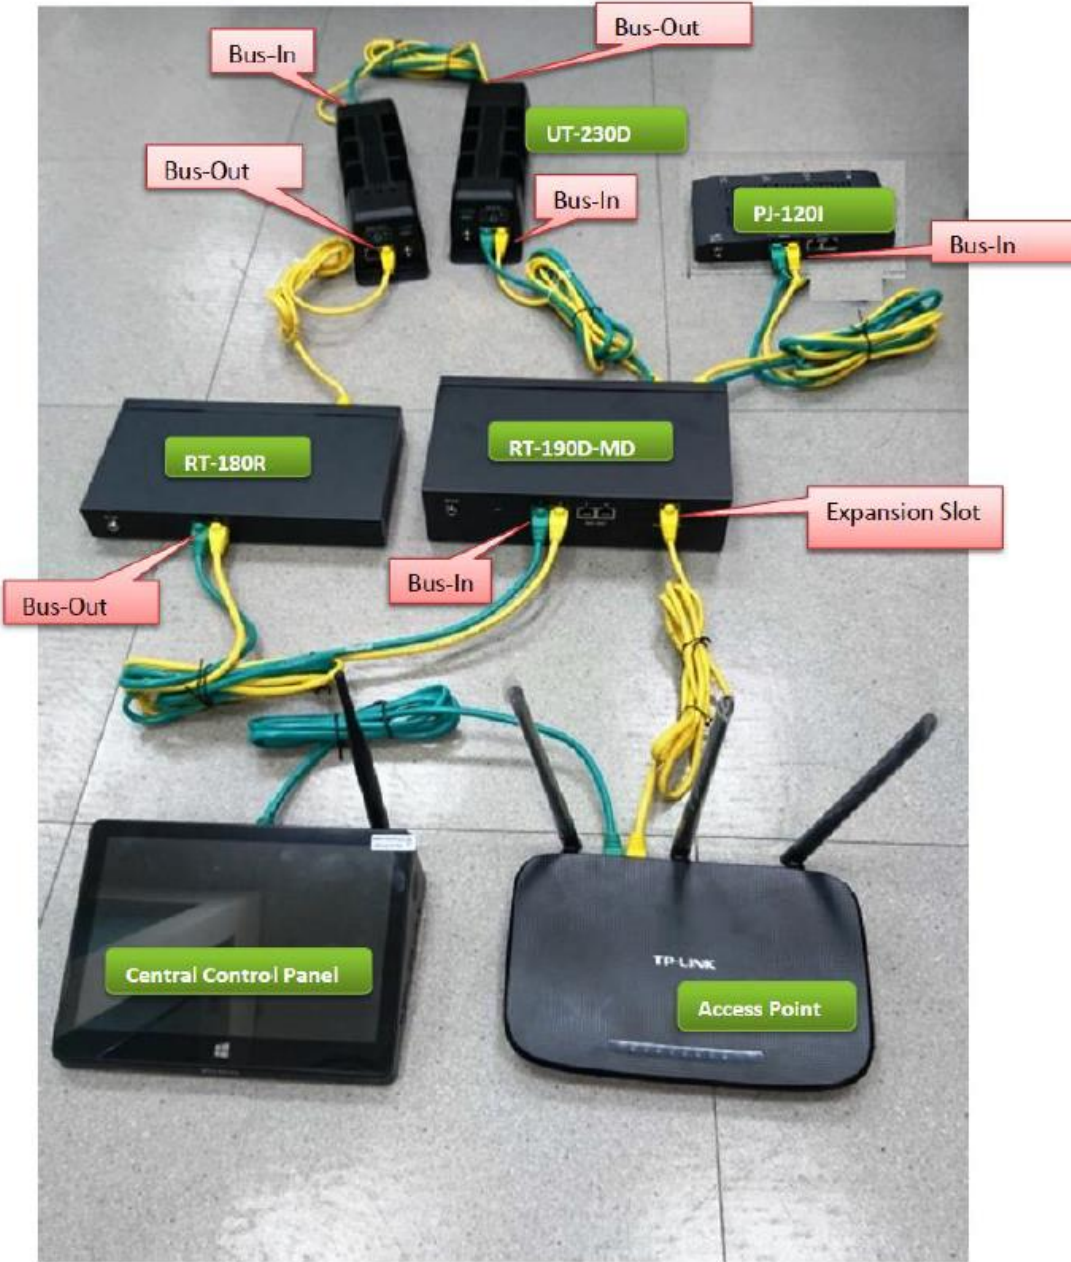 Bus-Out
Bus-In
UT-230D
Bus-Out
Bus-In
PJ-120I
Bus-In
RT-180R
RT-190D-MD
Expansion Slot
Bus-In
Bus-Out
TP-LINK
Central Control Panel
Access Point